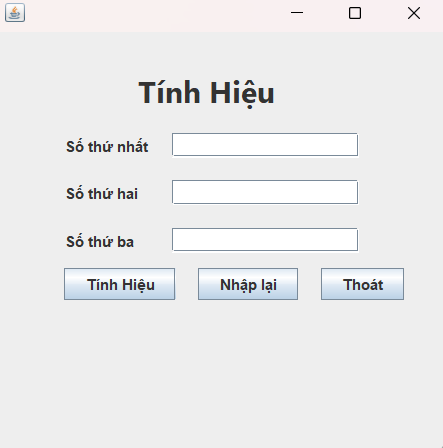 Tính Hiệu
Số thứ nhất
Số thứ hai
Số thứ ba
Tính Hiệu Nhập lại Thoát